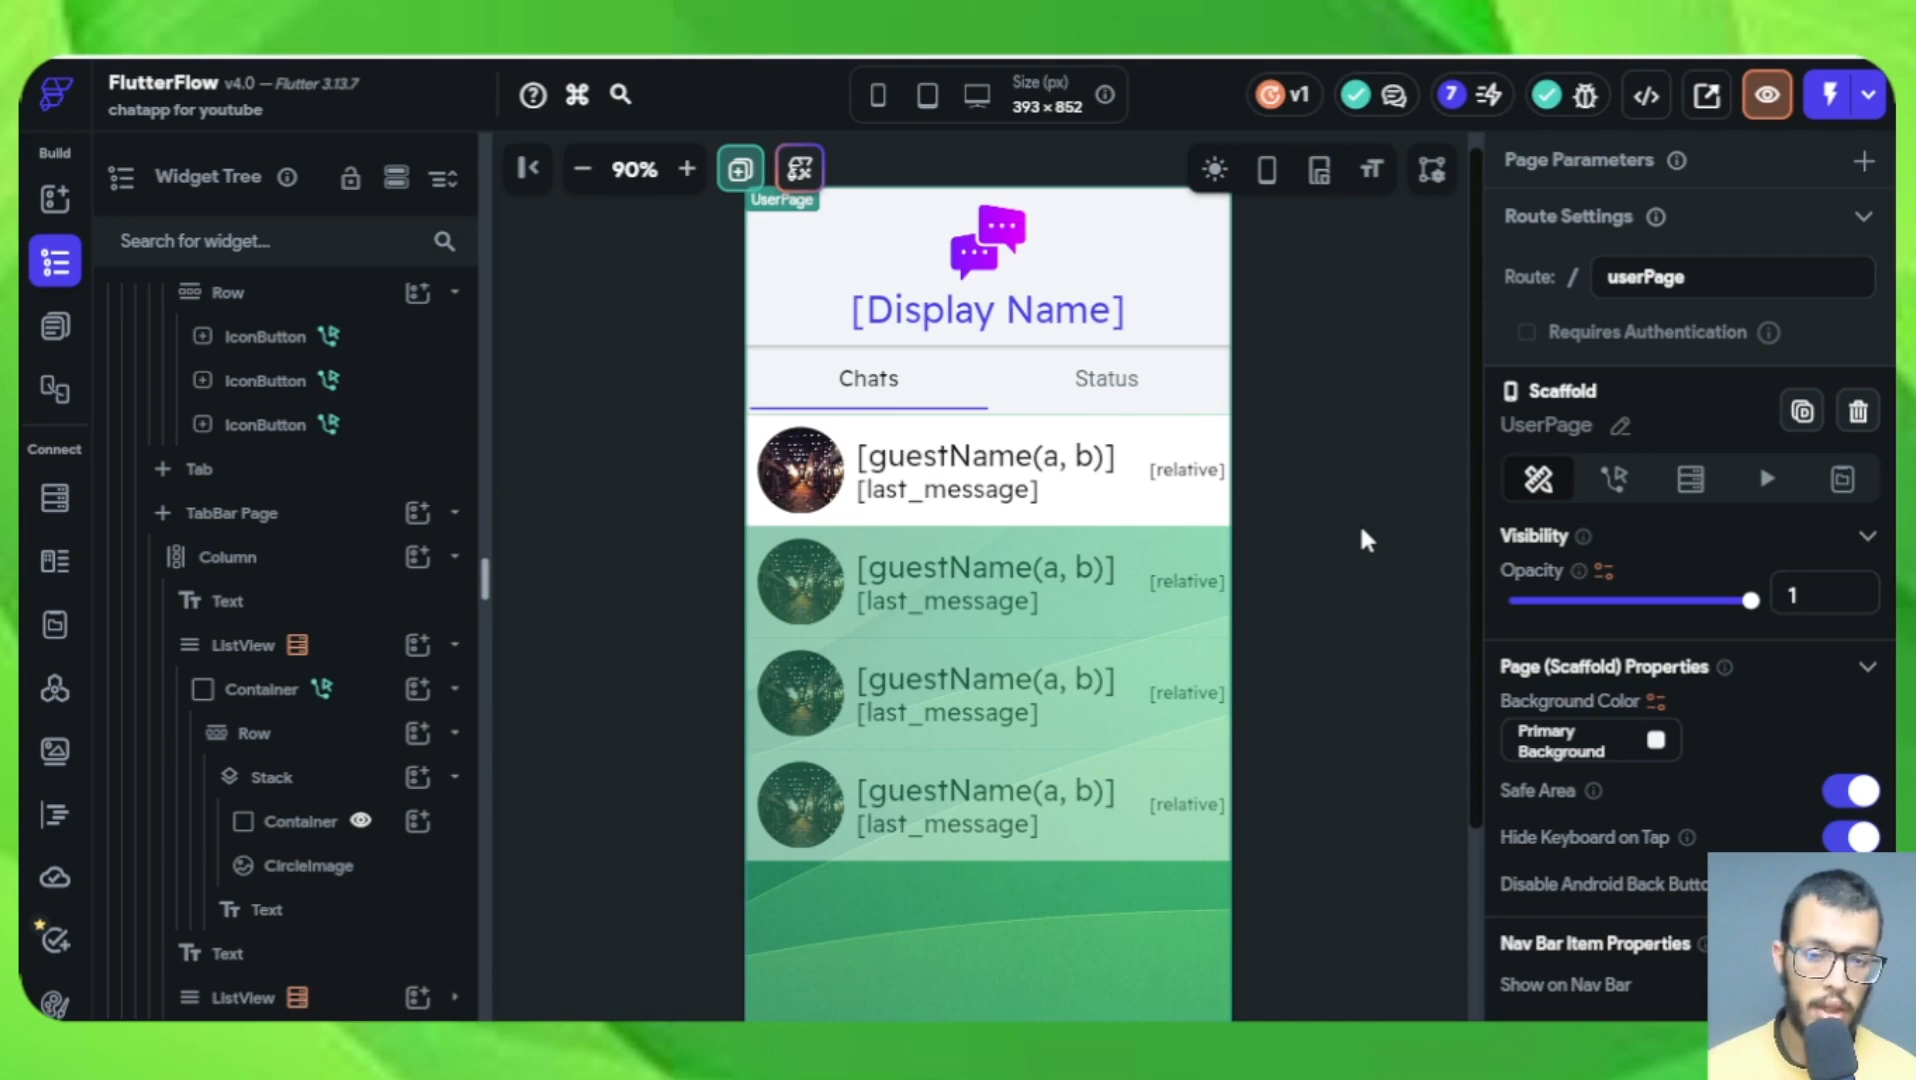 FlutterFlow v4.0 — Flutter 3.13.7
chatapp for youtube
Size (px)
393 × 852
v1
7
Build
Connect
Widget Tree
Search for widget...
Row
IconButton
IconButton
IconButton
Tab
TabBar Page
Column
Text
ListView
Container
Row
Stack
Container
CircleImage
Text
Text
ListView
90%
UserPage
[Display Name]
Chats
Status
[guestName(a, b)]
[last_message]
[relative]
[guestName(a, b)]
[last_message]
[relative]
[guestName(a, b)]
[last_message]
[relative]
[guestName(a, b)]
[last_message]
[relative]
Page Parameters
Route Settings
Route: / userPage
Requires Authentication
Scaffold
UserPage
Visibility
Opacity
1
Page (Scaffold) Properties
Background Color
Primary
Background
Safe Area
Hide Keyboard on Tap
Disable Android Back Butto
Nav Bar Item Properties
Show on Nav Bar